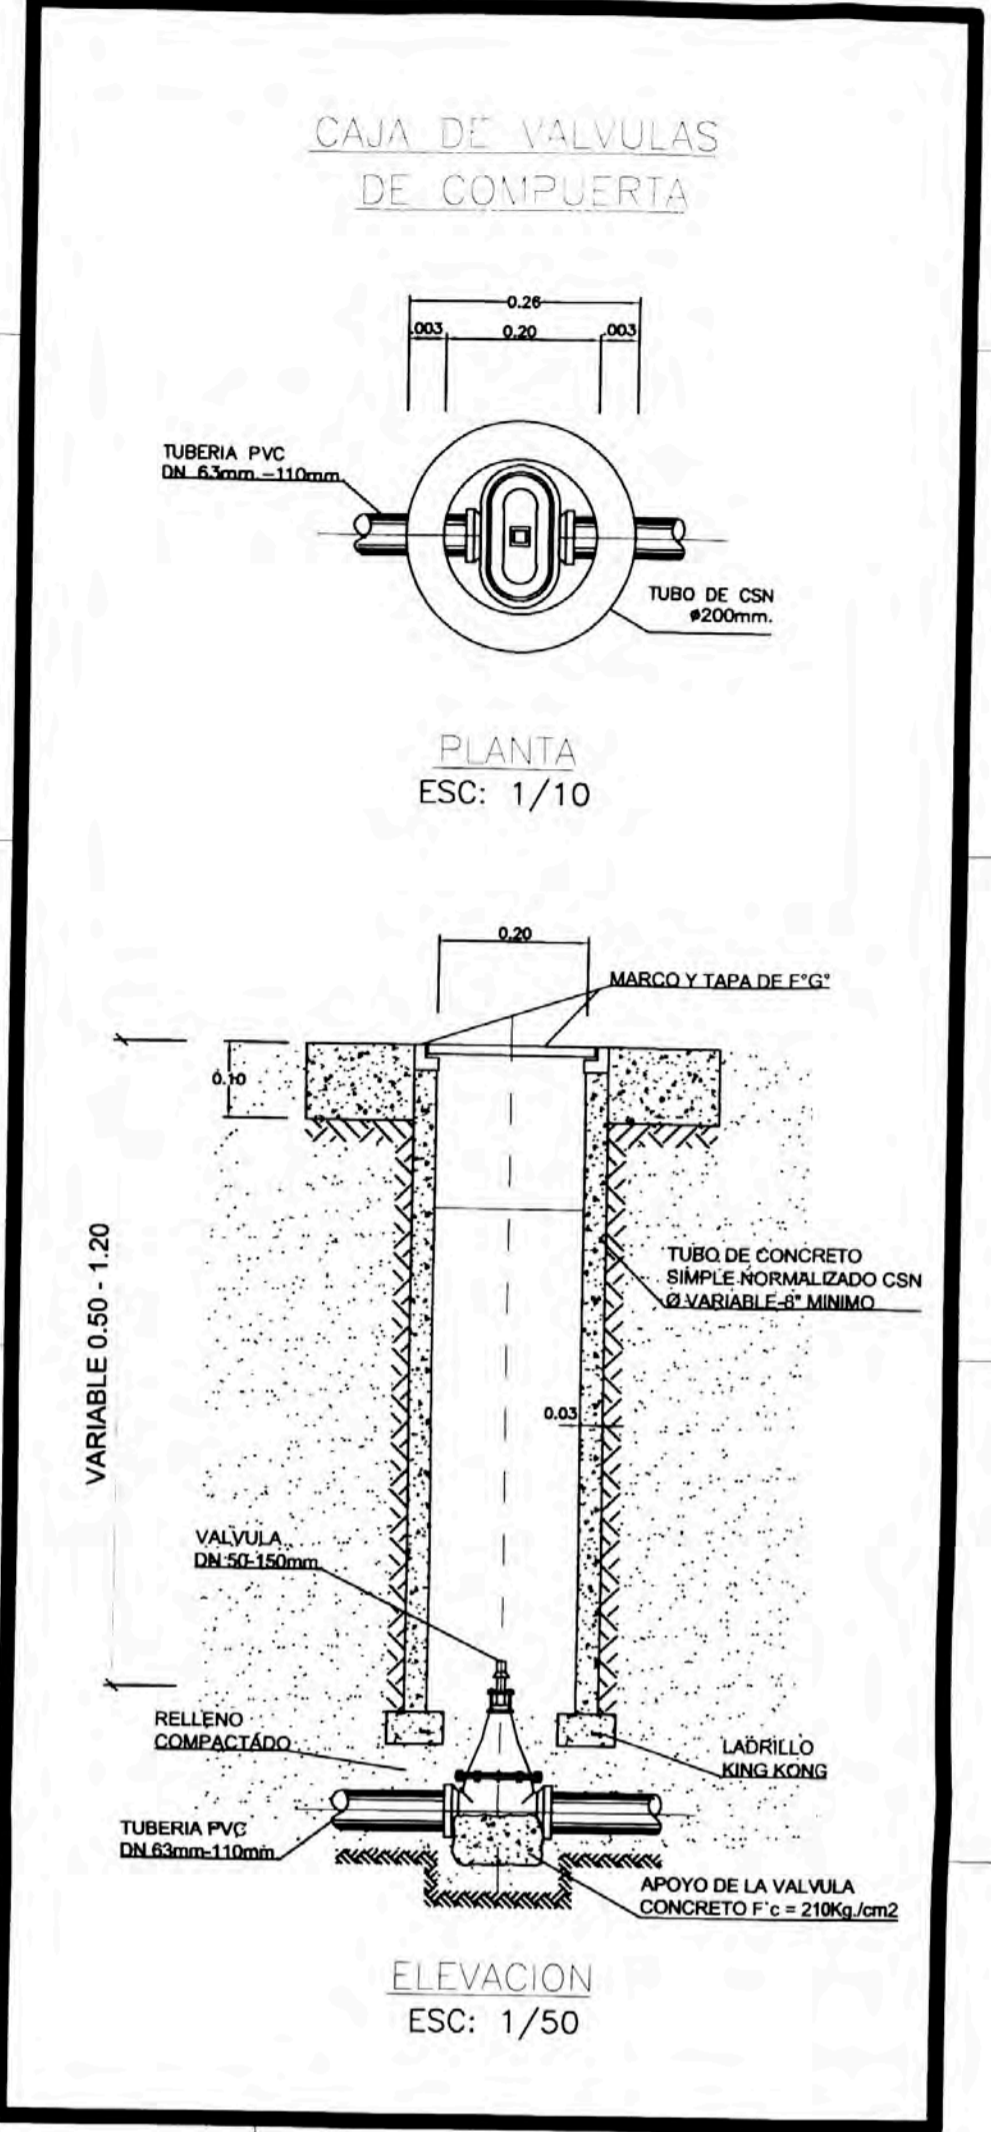 CAJA DE VALVULAS
DE COMPUERTA
0.26
.003 0.20 .003
TUBERIA PVC
DN 63mm.-110mm.
TUBO DE CSN
ø200mm.
PLANTA
ESC: 1/10
0.20
MARCO Y TAPA DE F°G°
0.10
VARIABLE 0.50 - 1.20
TUBO DE CONCRETO
SIMPLE NORMALIZADO CSN
Ø VARIABLE-8" MINIMO
0.03
VALVULA
DN 50-150mm
RELLENO
COMPACTADO
LADRILLO
KING KONG
TUBERIA PVC
DN 63mm-110mm
APOYO DE LA VALVULA
CONCRETO F'c = 210Kg./cm2
ELEVACION
ESC: 1/50